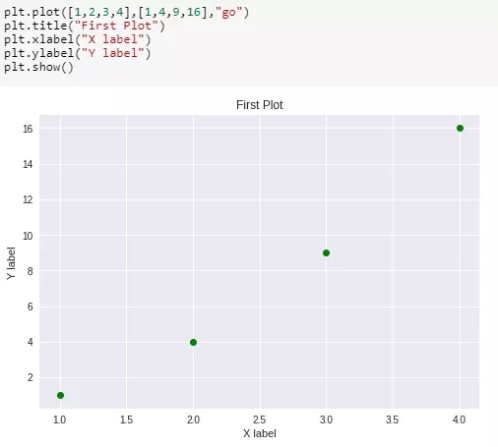 plt.plot([1,2,3,4],[1,4,9,16],"go")
plt.title("First Plot")
plt.xlabel("X label")
plt.ylabel("Y label")
plt.show()
First Plot
16
14
12
10
8
6
4
2
Y label
1.0 1.5 2.0 2.5 3.0 3.5 4.0
X label